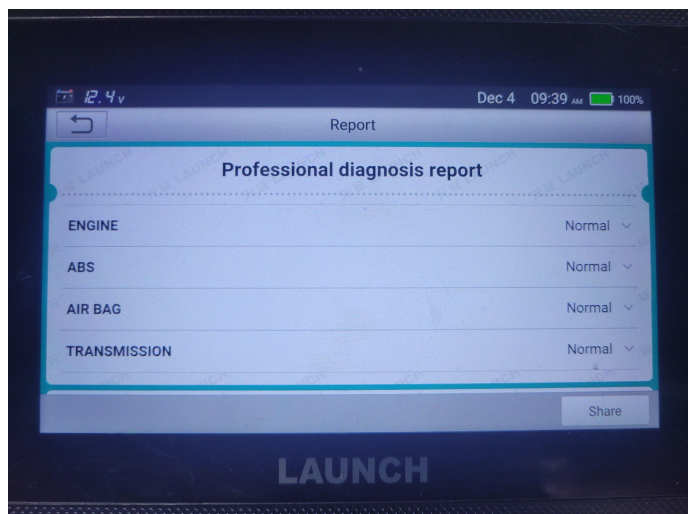 12.4v Dec 4 09:39 AM 100%
Report
Professional diagnosis report
ENGINE Normal
ABS Normal
AIR BAG Normal
TRANSMISSION Normal
Share
LAUNCH